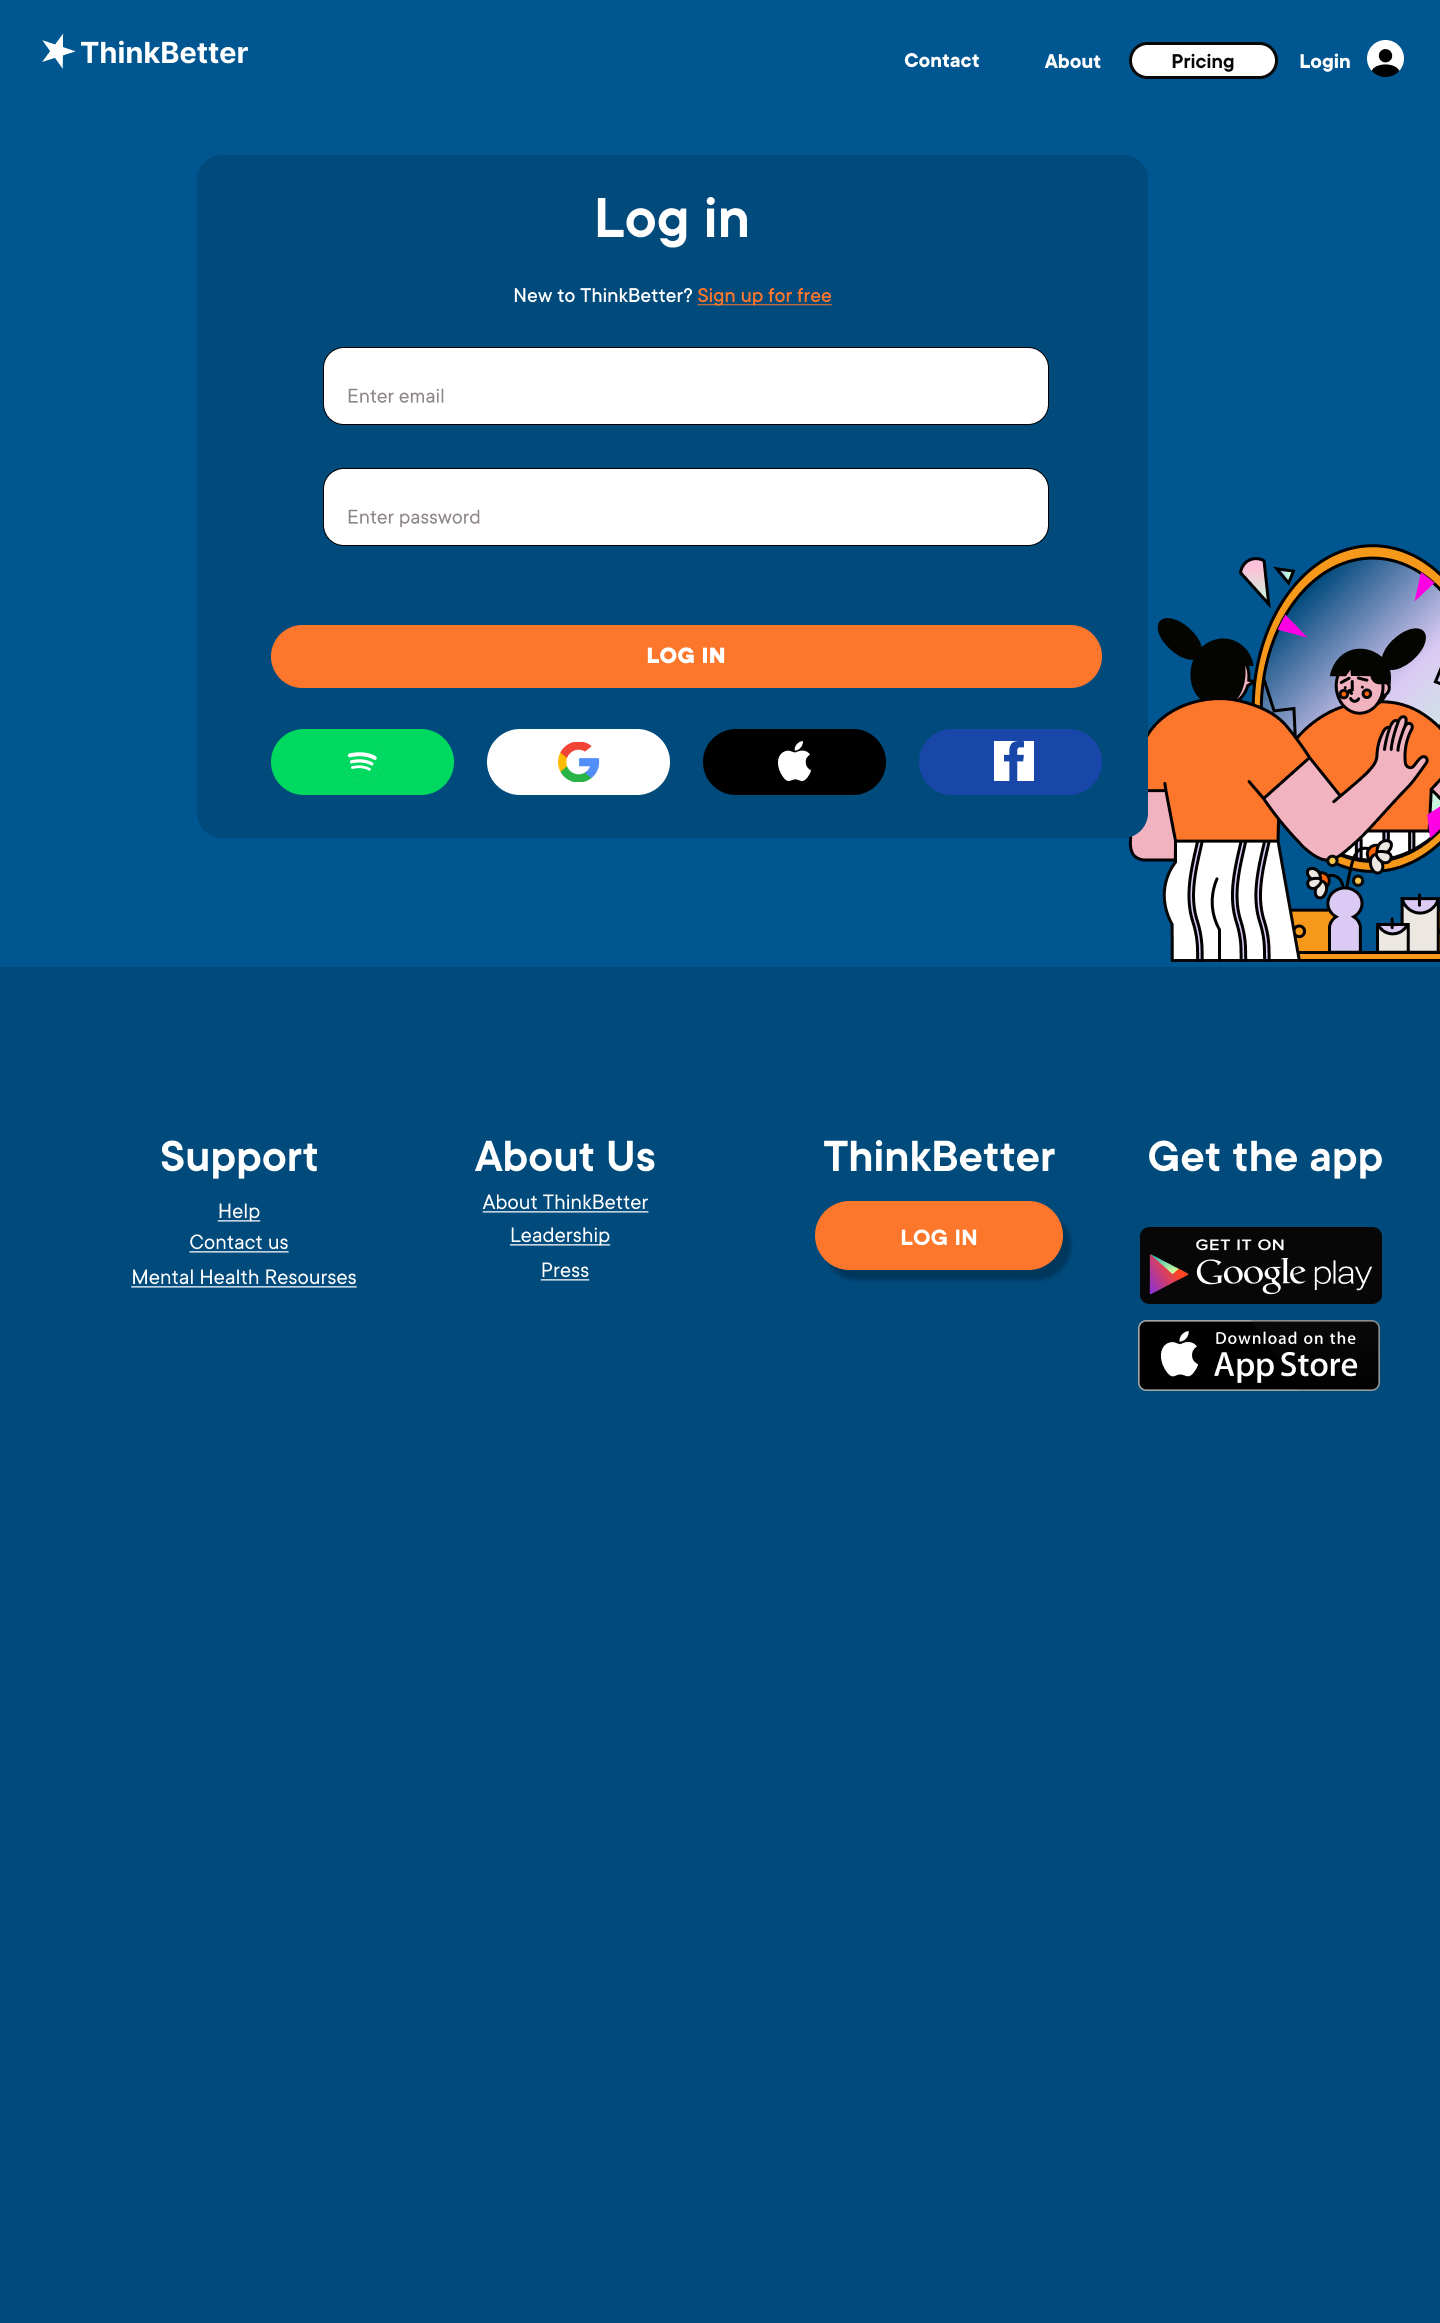 ThinkBetter
Contact
About
Pricing
Login
Log in
New to ThinkBetter? Sign up for free
Enter email
Enter password
LOG IN
Support
Help
Contact us
Mental Health Resourses
About Us
About ThinkBetter
Leadership
Press
ThinkBetter
LOG IN
Get the app
GET IT ON
Google play
Download on the
App Store